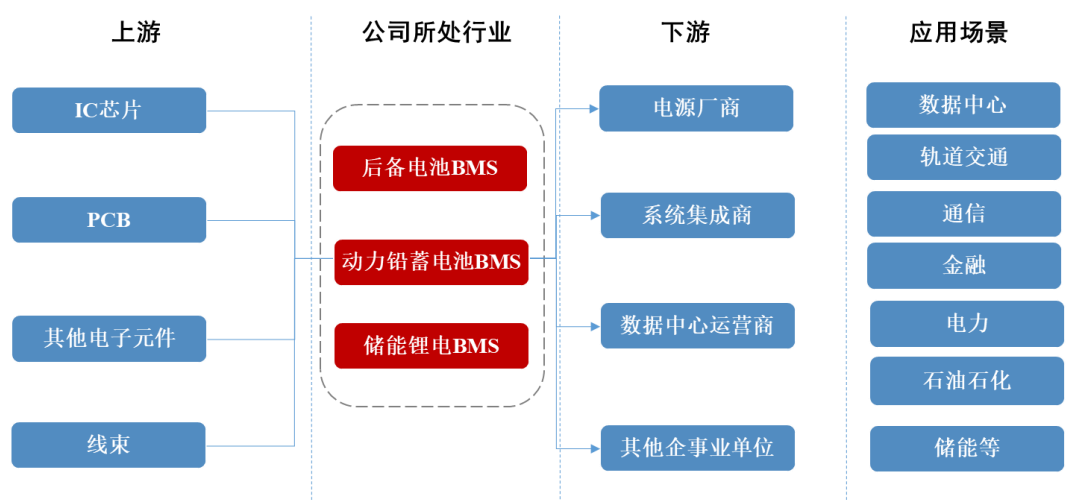 上游
公司所处行业
下游
应用场景
IC芯片
PCB
其他电子元件
线束
后备电池BMS
动力铅蓄电池BMS
储能锂电BMS
电源厂商
系统集成商
数据中心运营商
其他企事业单位
数据中心
轨道交通
通信
金融
电力
石油石化
储能等